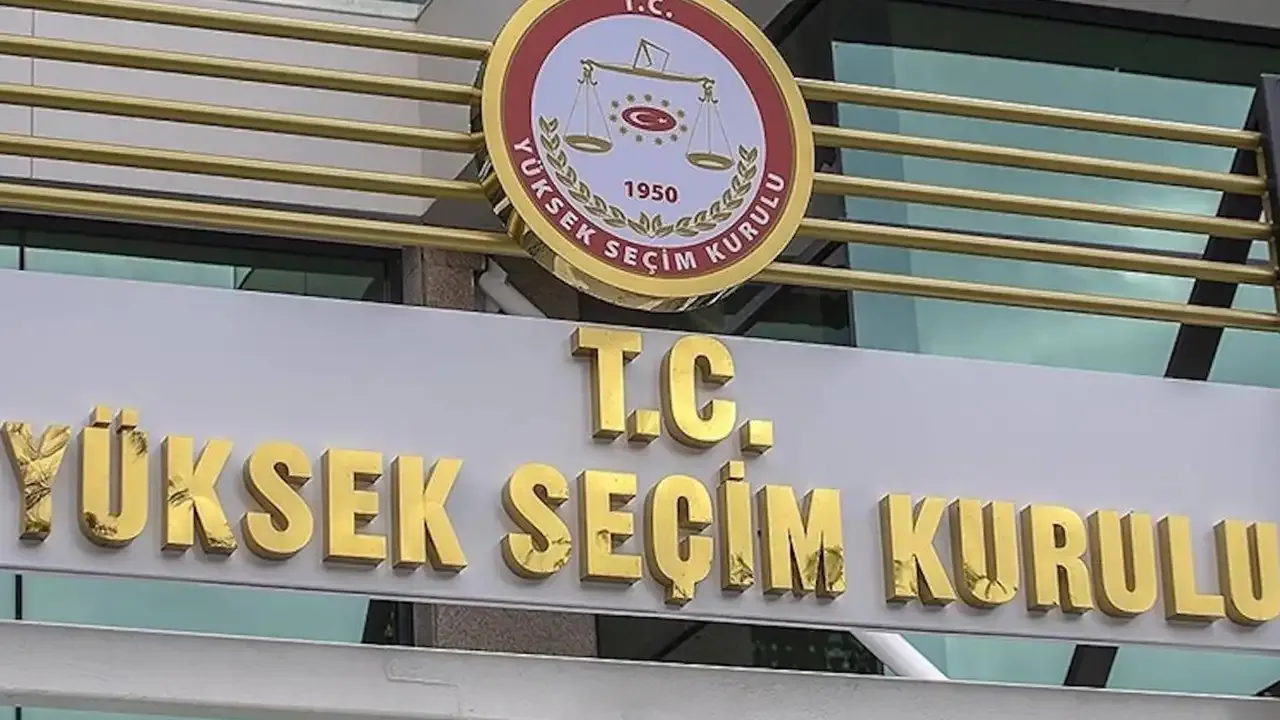 T.C.
1950
YÜKSEK SEÇİM KURULU
T.C.
YÜKSEK SEÇİM KURULU